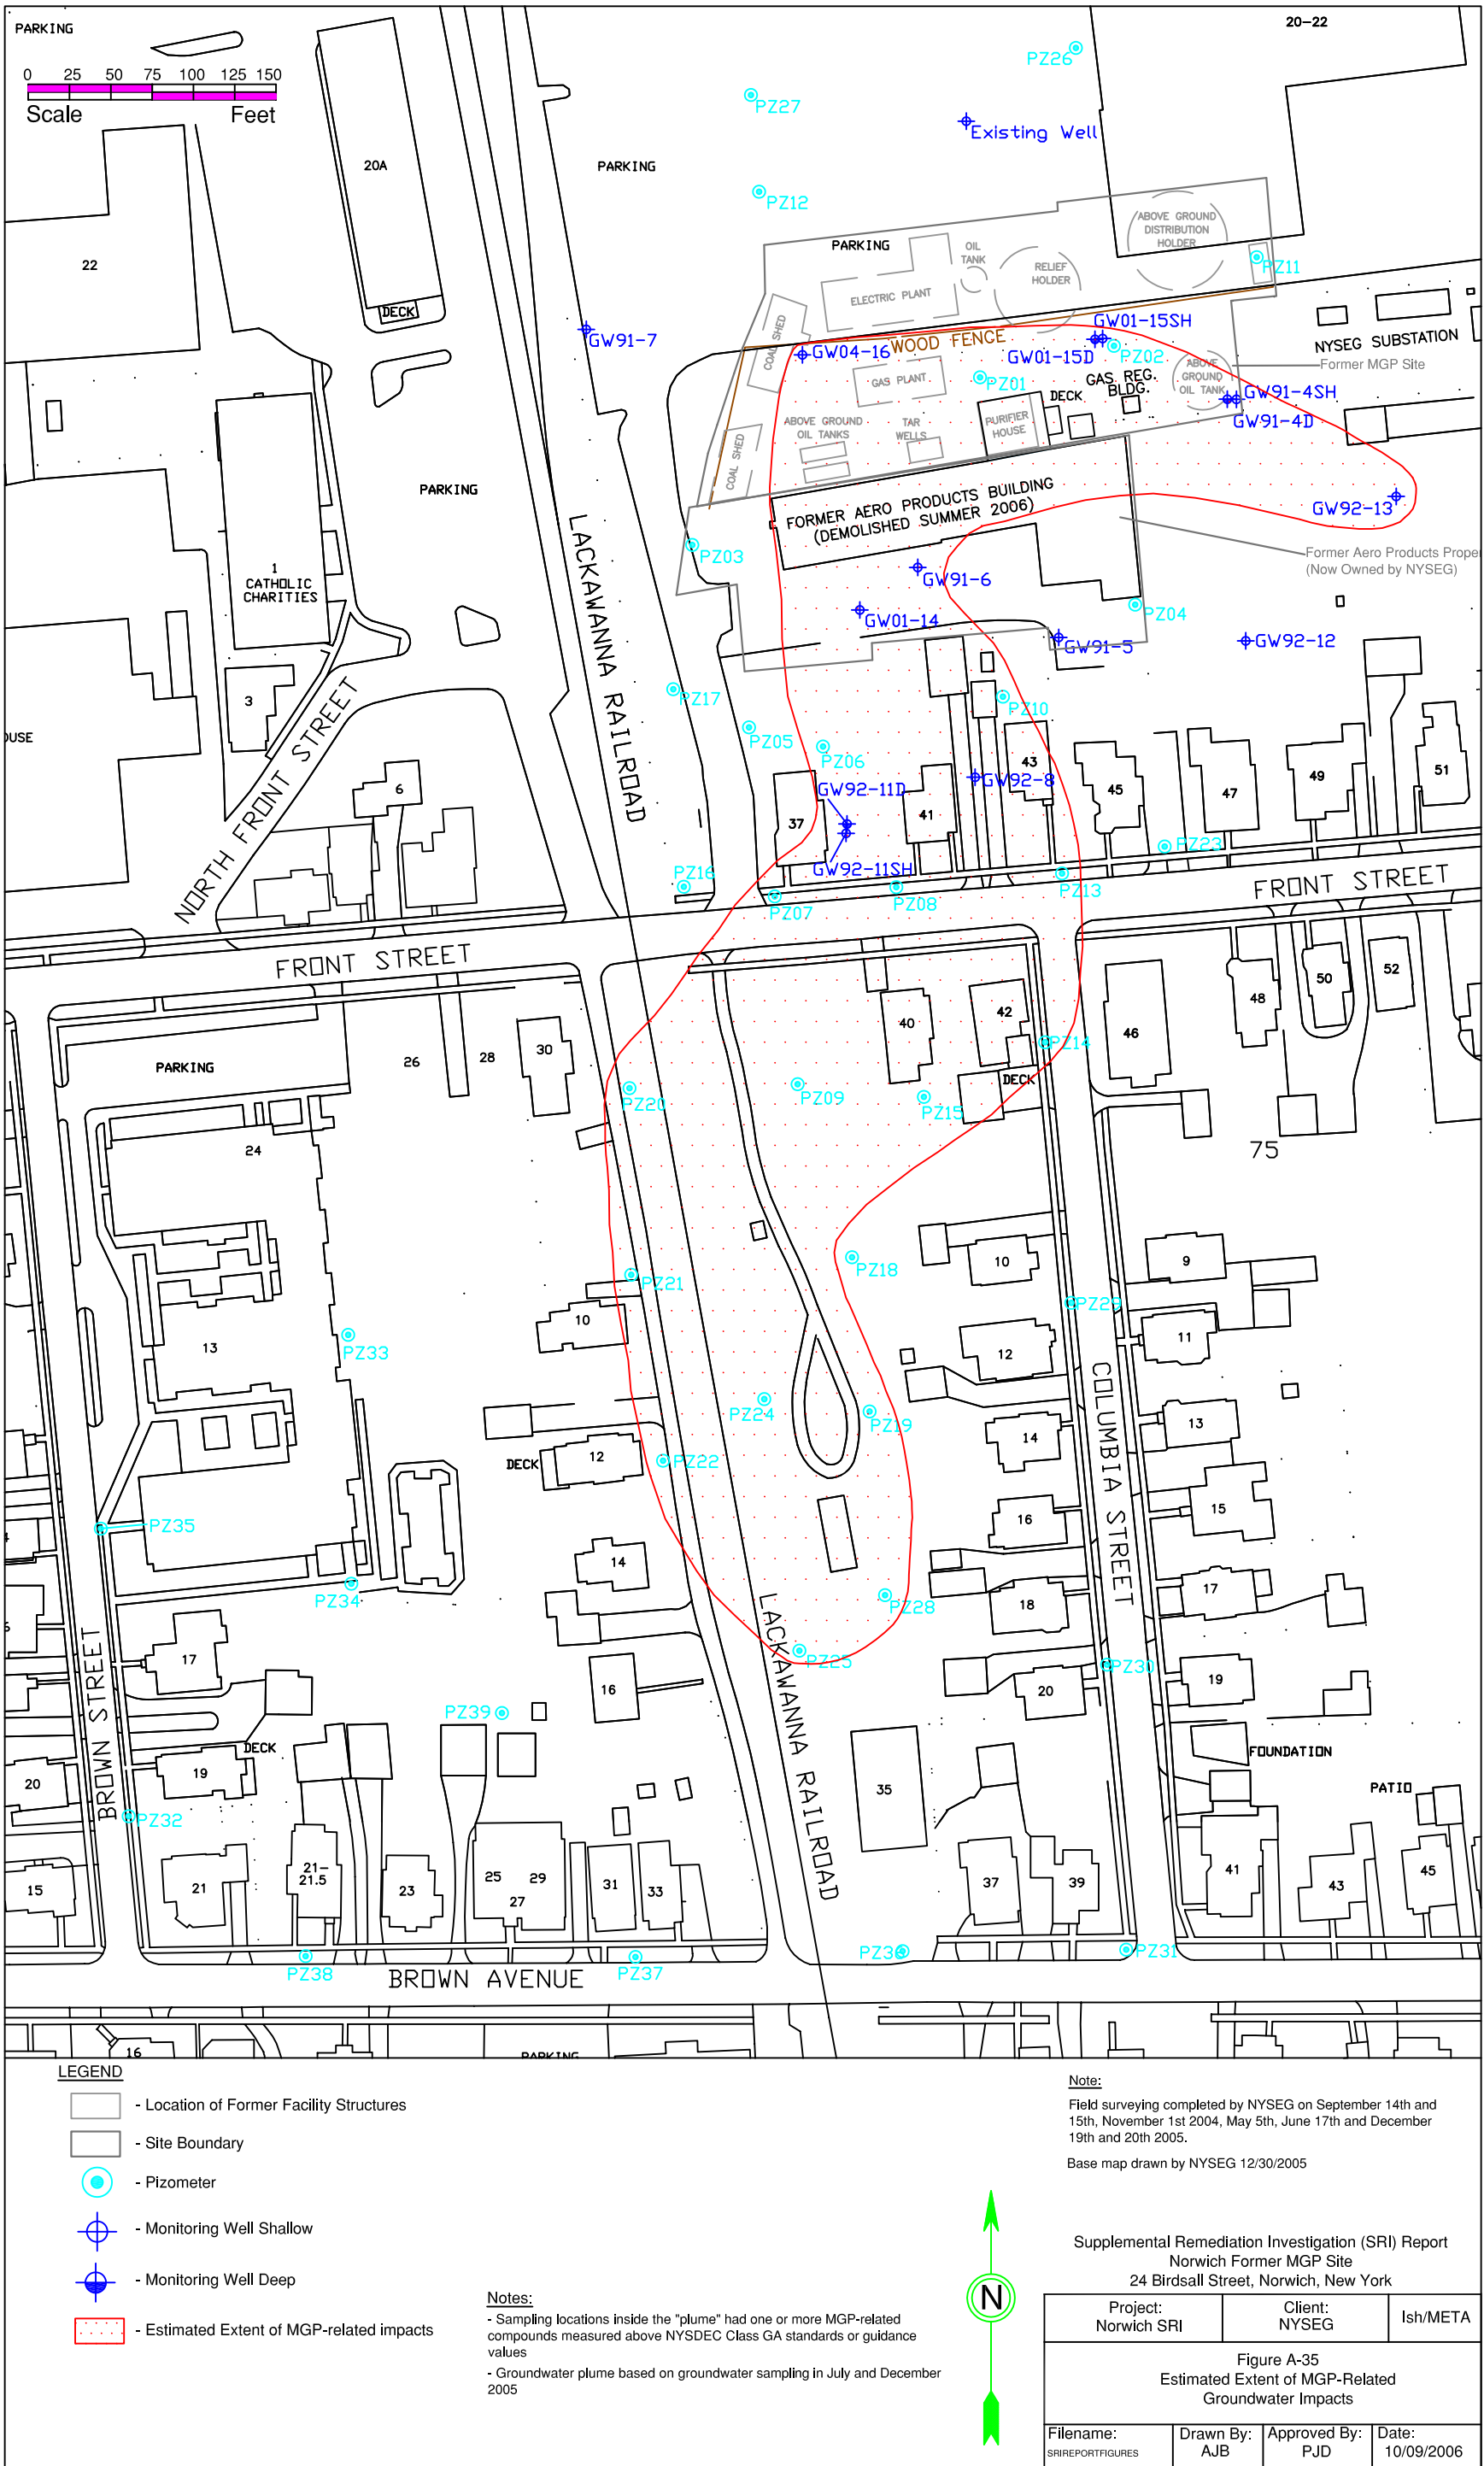 PARKING
0 25 50 75 100 125 150
Scale Feet
20-22
PZ26
PZ27
Existing Well
20A
PARKING
PZ12
22
PARKING
ABOVE GROUND
DISTRIBUTION
HOLDER
OIL
TANK
RELIEF
HOLDER
PZ11
ELECTRIC PLANT
DECK
GW91-7
COAL SHED
GW01-15SH
NYSEG SUBSTATION
WOOD FENCE
GW04-16
GW01-15D
PZ02
Former MGP Site
GAS PLANT
PZ01
GAS REG.
BLDG.
DECK
ABOVE
GROUND
OIL TANK
GW91-4SH
GW91-4D
ABOVE GROUND
OIL TANKS
TAR
WELLS
PURIFIER
HOUSE
COAL SHED
PARKING
GW92-13
FORMER AERO PRODUCTS BUILDING
(DEMOLISHED SUMMER 2006)
LACKAWANNA RAILROAD
PZ03
Former Aero Products Prope
(Now Owned by NYSEG)
1
CATHOLIC
CHARITIES
GW91-6
GW01-14
PZ04
GW91-5
GW92-12
3
PZ17
PZ10
OUSE
PZ05
PZ06
NORTH FRONT STREET
6
GW92-11D
GW92-8
43
45
47
49
51
37
41
GW92-11SH
PZ23
PZ16
PZ07
PZ08
PZ13
FRONT STREET
FRONT STREET
48
50
52
40
42
46
PZ14
PARKING
26
28
30
DECK
PZ20
PZ09
PZ15
24
75
PZ18
10
9
PZ21
PZ29
10
13
PZ33
12
11
COLUMBIA STREET
PZ24
PZ19
14
13
DECK
12
PZ22
16
15
PZ35
14
PZ34
PZ28
18
17
LACKAWANNA RAILROAD
17
PZ25
PZ30
BROWN STREET
16
20
19
PZ39
DECK
FOUNDATION
20
19
35
PATIO
PZ32
15
21
21-
21.5
23
25
27
29
31
33
37
39
41
43
45
PZ38
PZ37
PZ36
PZ31
BROWN AVENUE
16
PARKING
LEGEND
- Location of Former Facility Structures
- Site Boundary
- Pizometer
- Monitoring Well Shallow
- Monitoring Well Deep
- Estimated Extent of MGP-related impacts
Notes:
- Sampling locations inside the "plume" had one or more MGP-related
compounds measured above NYSDEC Class GA standards or guidance
values
- Groundwater plume based on groundwater sampling in July and December
2005
N
Note:
Field surveying completed by NYSEG on September 14th and
15th, November 1st 2004, May 5th, June 17th and December
19th and 20th 2005.
Base map drawn by NYSEG 12/30/2005
Supplemental Remediation Investigation (SRI) Report
Norwich Former MGP Site
24 Birdsall Street, Norwich, New York
Project:
Norwich SRI
Client:
NYSEG
Ish/META
Figure A-35
Estimated Extent of MGP-Related
Groundwater Impacts
Filename:
SRIREPORTFIGURES
Drawn By:
AJB
Approved By:
PJD
Date:
10/09/2006